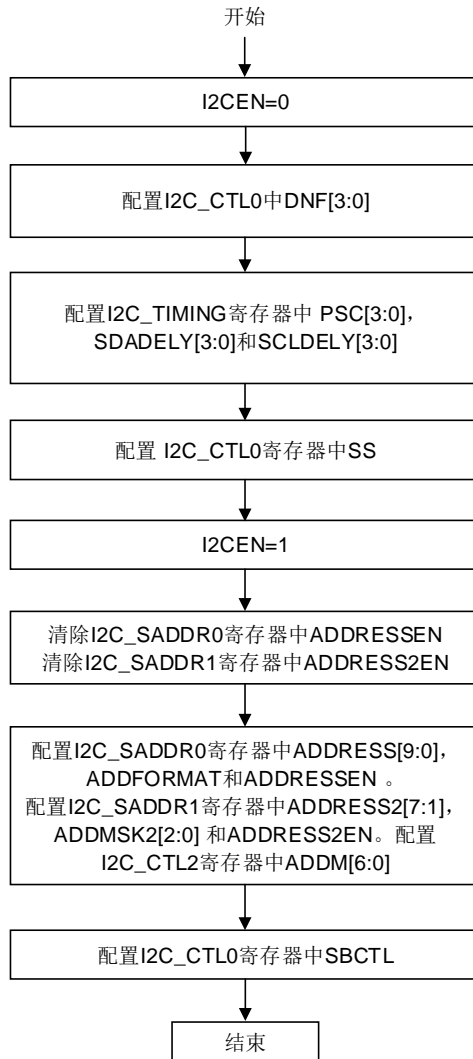 开始
I2CEN=0
配置I2C_CTL0中DNF[3:0]
配置I2C_TIMING寄存器中 PSC[3:0],
SDADELY[3:0]和SCLDELY[3:0]
配置 I2C_CTL0寄存器中SS
I2CEN=1
清除I2C_SADDR0寄存器中ADDRESSEN
清除I2C_SADDR1寄存器中ADDRESS2EN
配置I2C_SADDR0寄存器中ADDRESS[9:0],
ADDFORMAT和ADDRESSEN 。
配置I2C_SADDR1寄存器中ADDRESS2[7:1],
ADDMSK2[2:0] 和ADDRESS2EN。配置
I2C_CTL2寄存器中ADDM[6:0]
配置I2C_CTL0寄存器中SBCTL
结束